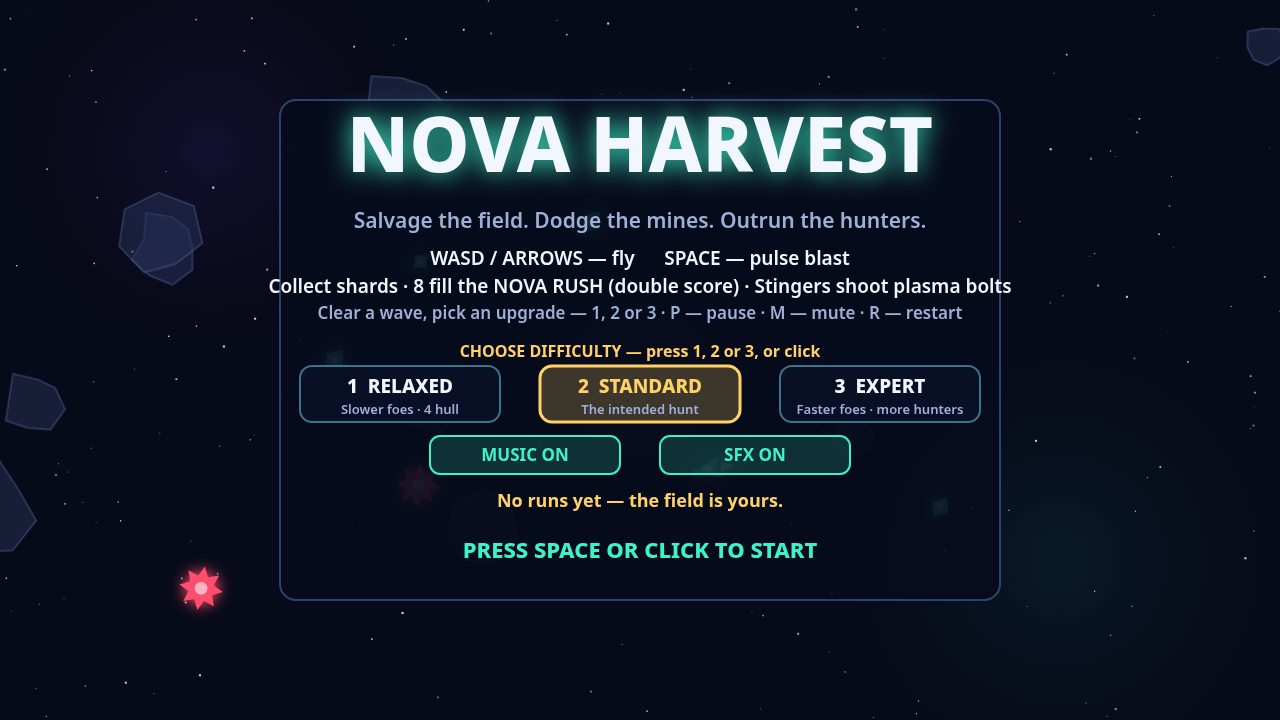 NOVA HARVEST
Salvage the field. Dodge the mines. Outrun the hunters.
WASD / ARROWS — fly SPACE — pulse blast
Collect shards · 8 fill the NOVA RUSH (double score) · Stingers shoot plasma bolts
Clear a wave, pick an upgrade — 1, 2 or 3 · P — pause · M — mute · R — restart
CHOOSE DIFFICULTY — press 1, 2 or 3, or click
1 RELAXED
Slower foes · 4 hull
2 STANDARD
The intended hunt
3 EXPERT
Faster foes · more hunters
MUSIC ON
SFX ON
No runs yet — the field is yours.
PRESS SPACE OR CLICK TO START